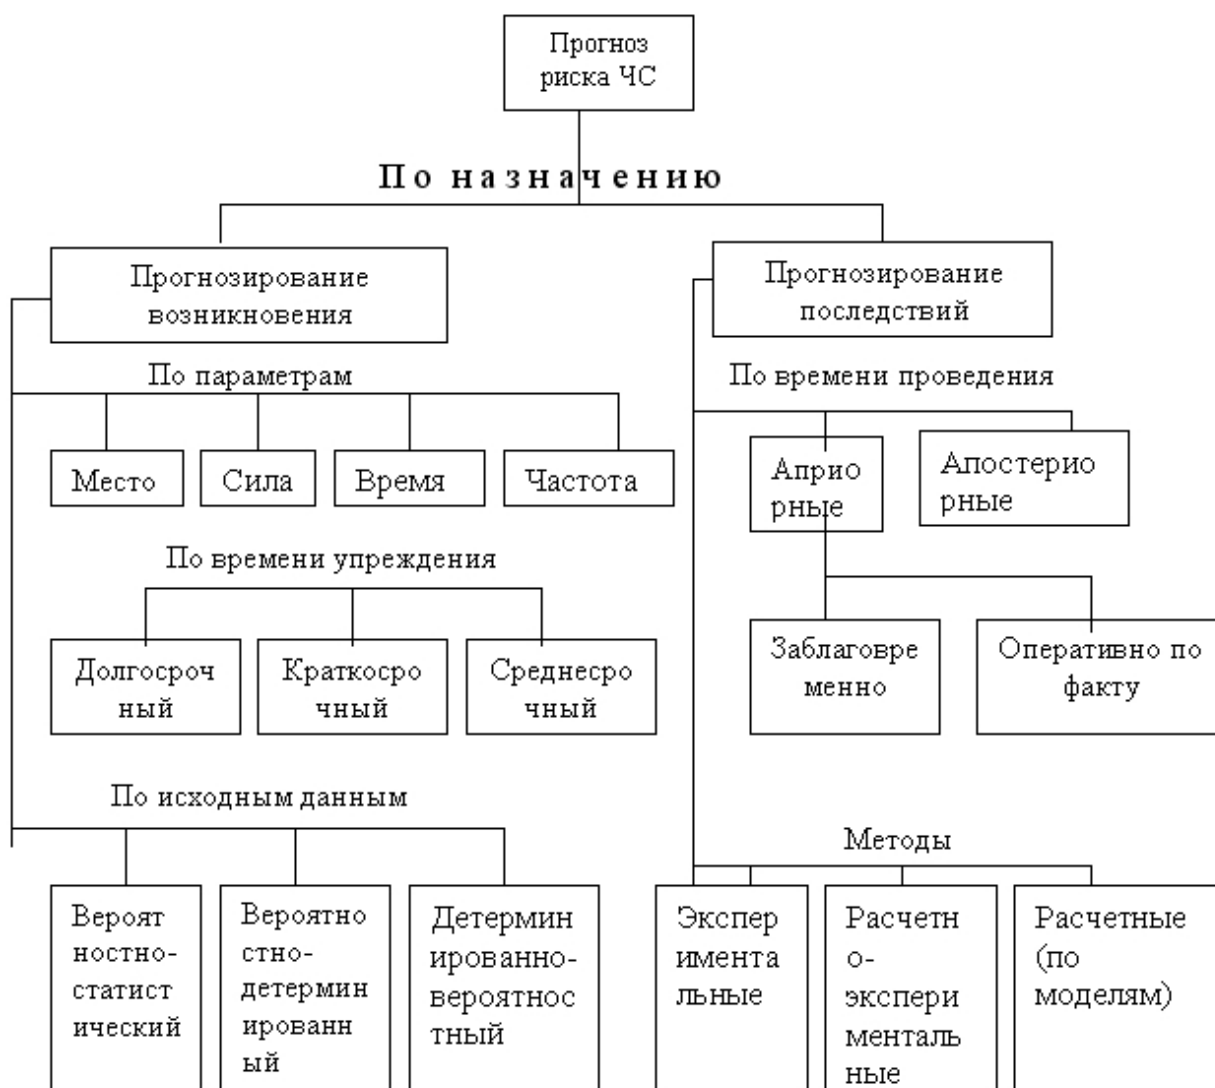 Прогноз
риска ЧС
По назначению
Прогнозирование
возникновения
Прогнозирование
последствий
По параметрам
По времени проведения
Место
Сила
Время
Частота
Априо
рные
Апостерио
рные
По времени упреждения
Долгосроч
ный
Краткосро
чный
Среднесро
чный
Заблаговре
менно
Оперативно по
факту
По исходным данным
Методы
Вероят
ностно-
статист
ический
Вероятно
стно-
детермин
ированн
ый
Детермин
ированно-
вероятнос
тный
Экспер
имента
льные
Расчетн
о-
экспери
менталь
ные
Расчетные
(по
моделям)